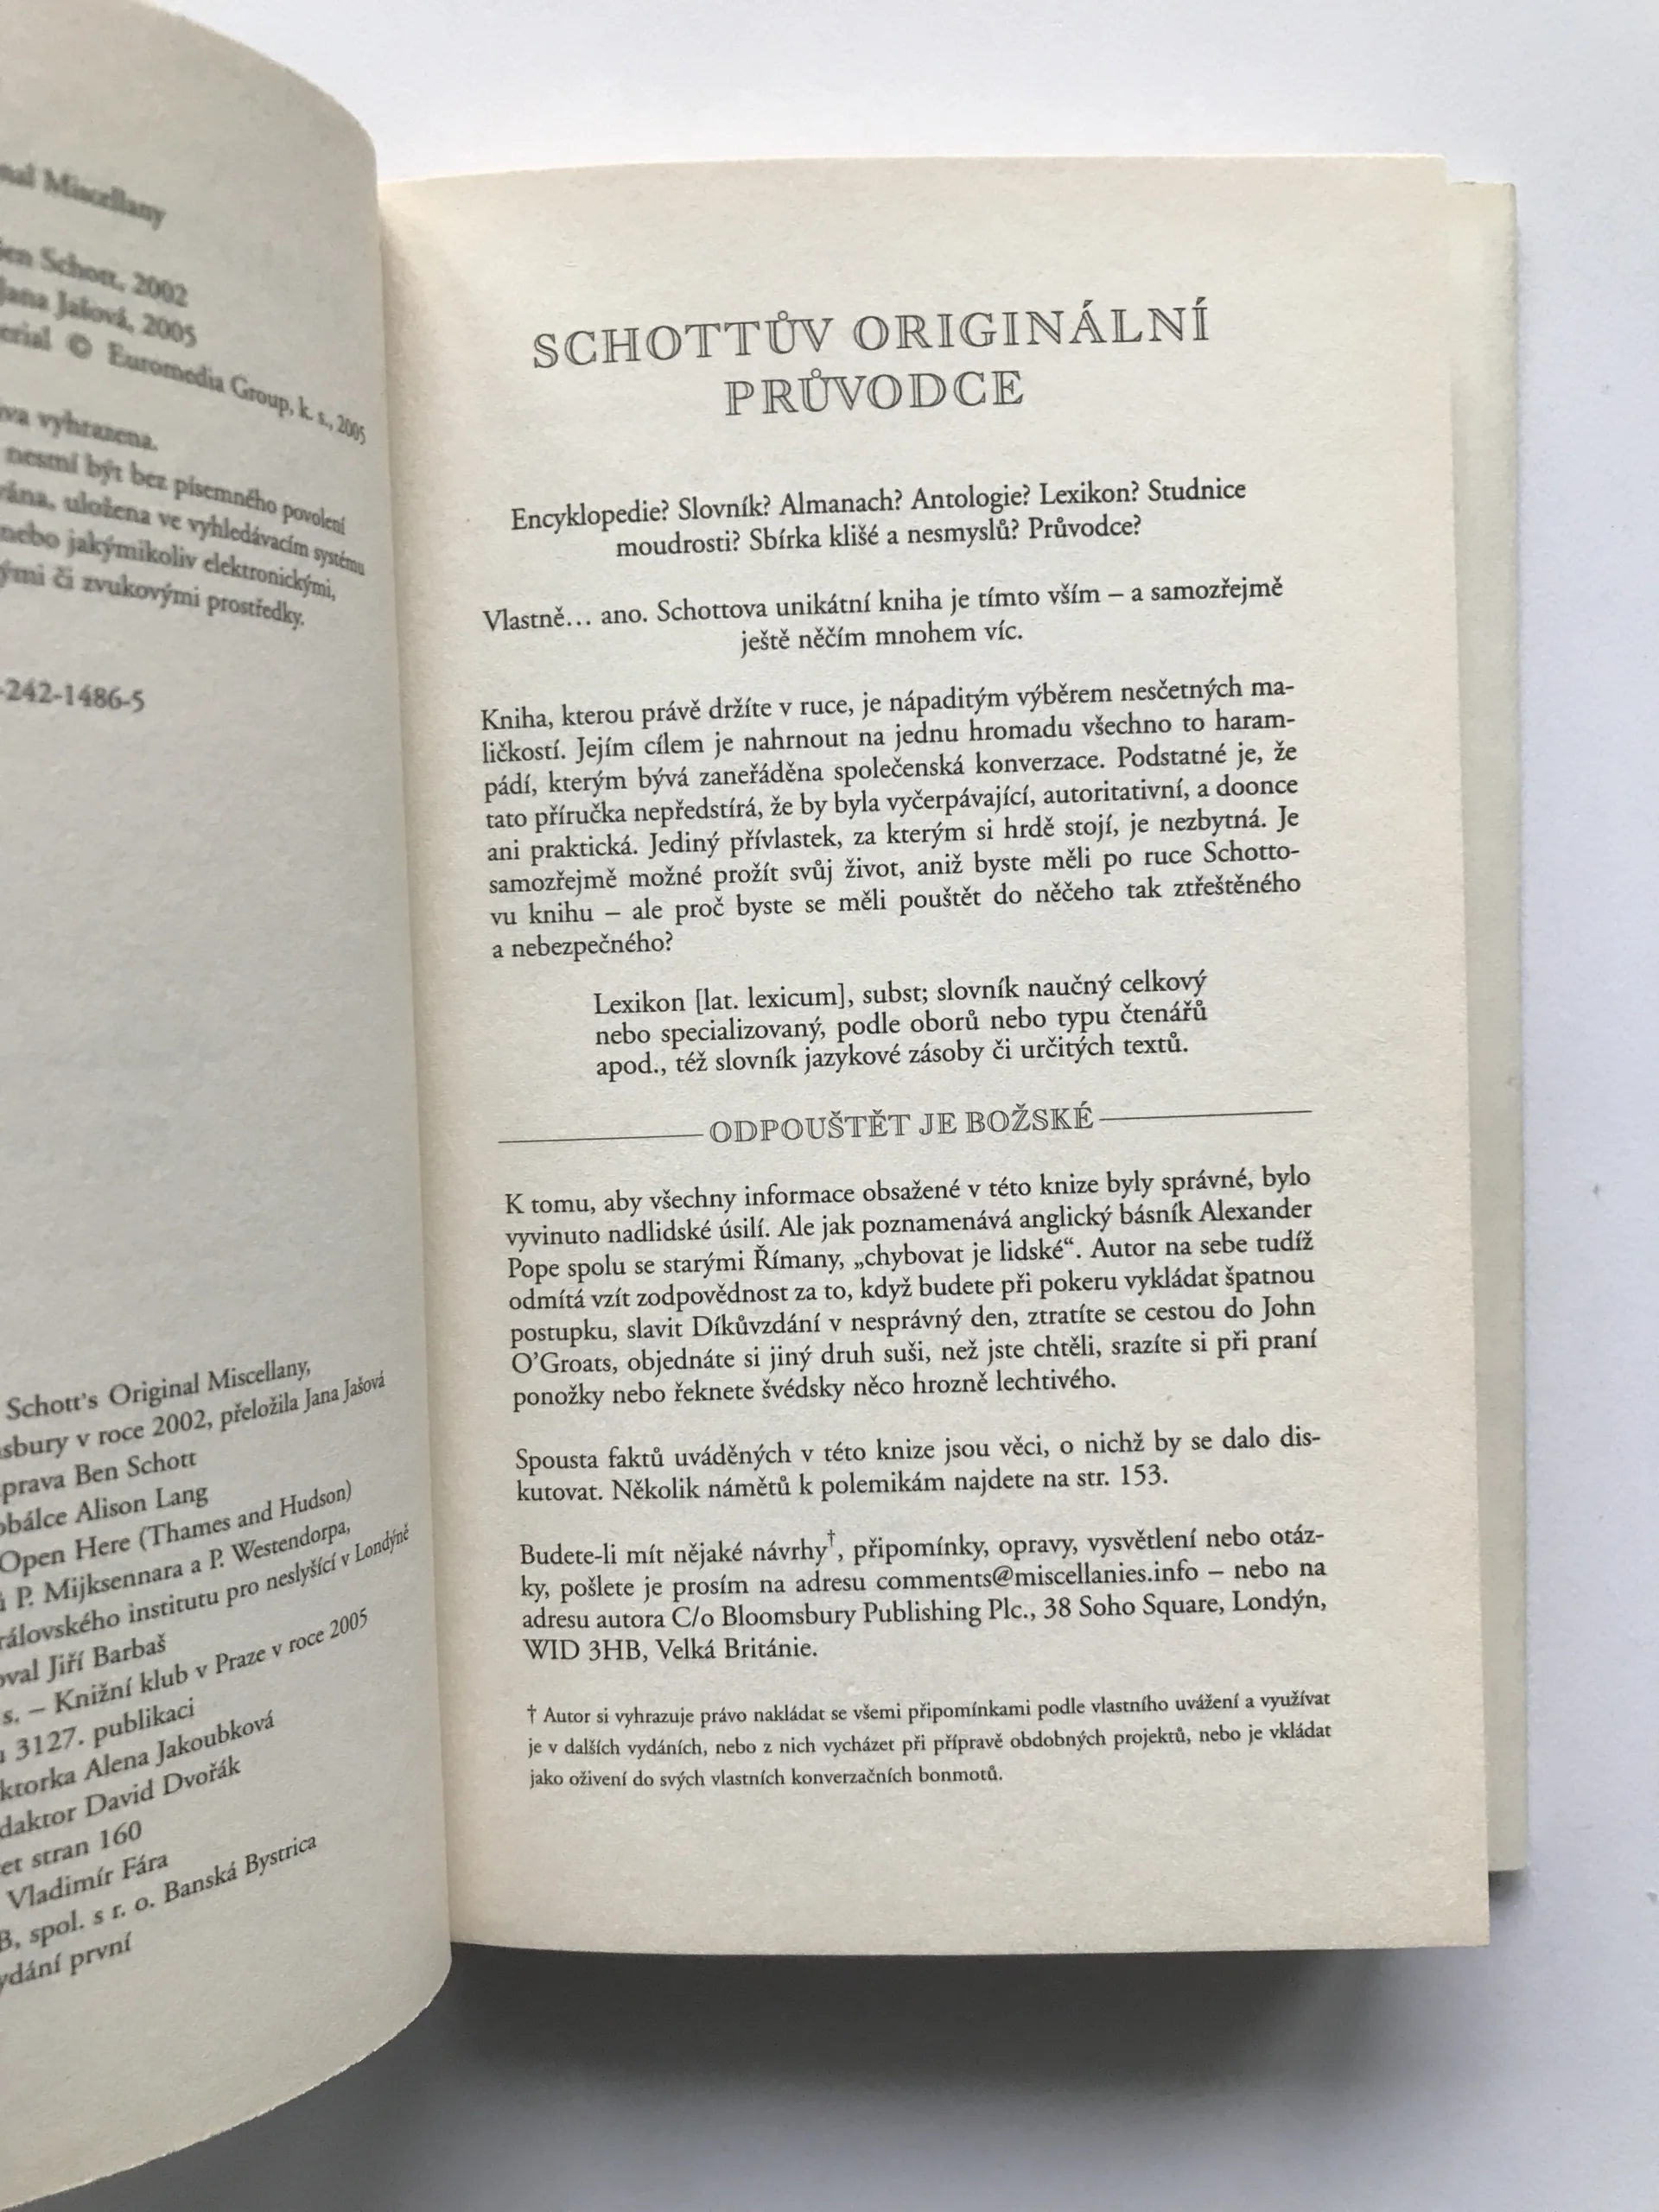 Miscellany
Ben Schott, 2002
Jana Jašová, 2005
© Euromedia Group, k. s., 2005
vyhrazena.
nesmí být bez písemného povolení
uložena ve vyhledávacím systému
nebo jakýmikoliv elektronickými,
či zvukovými prostředky.
-242-1486-5
Schott's Original Miscellany,
v roce 2002, přeložila Jana Jašová
Ben Schott
obálce Alison Lang
Open Here (Thames and Hudson)
P. Mijksennara a P. Westendorpa,
institutu pro neslyšící v Londýně
Jiří Barbaš
s. – Knižní klub v Praze v roce 2005
3127. publikaci
Alena Jakoubková
David Dvořák
stran 160
Vladimír Fára
spol. s r. o. Banská Bystrica
první
SCHOTTŮV ORIGINÁLNÍ
PRŮVODCE
Encyklopedie? Slovník? Almanach? Antologie? Lexikon? Studnice
moudrosti? Sbírka klišé a nesmyslů? Průvodce?
Vlastně… ano. Schottova unikátní kniha je tímto vším – a samozřejmě
ještě něčím mnohem víc.
Kniha, kterou právě držíte v ruce, je nápaditým výběrem nesčetných ma-
ličkostí. Jejím cílem je nahrnout na jednu hromadu všechno to haram-
pádí, kterým bývá zaneřáděna společenská konverzace. Podstatné je, že
tato příručka nepředstírá, že by byla vyčerpávající, autoritativní, a doonce
ani praktická. Jediný přívlastek, za kterým si hrdě stojí, je nezbytná. Je
samozřejmě možné prožít svůj život, aniž byste měli po ruce Schotto-
vu knihu – ale proč byste se měli pouštět do něčeho tak ztřeštěného
a nebezpečného?
Lexikon [lat. lexicum], subst; slovník naučný celkový
nebo specializovaný, podle oborů nebo typu čtenářů
apod., též slovník jazykové zásoby či určitých textů.
ODPOUŠTĚT JE BOŽSKÉ
K tomu, aby všechny informace obsažené v této knize byly správné, bylo
vyvinuto nadlidské úsilí. Ale jak poznamenává anglický básník Alexander
Pope spolu se starými Římany, „chybovat je lidské“. Autor na sebe tudíž
odmítá vzít zodpovědnost za to, když budete při pokeru vykládat špatnou
postupku, slavit Díkůvzdání v nesprávný den, ztratíte se cestou do John
O'Groats, objednáte si jiný druh suši, než jste chtěli, srazíte si při praní
ponožky nebo řeknete švédsky něco hrozně lechtivého.
Spousta faktů uváděných v této knize jsou věci, o nichž by se dalo dis-
kutovat. Několik námětů k polemikám najdete na str. 153.
Budete-li mít nějaké návrhy†, připomínky, opravy, vysvětlení nebo otáz-
ky, pošlete je prosím na adresu comments@miscellanies.info – nebo na
adresu autora C/o Bloomsbury Publishing Plc., 38 Soho Square, Londýn,
WID 3HB, Velká Británie.
† Autor si vyhrazuje právo nakládat se všemi připomínkami podle vlastního uvážení a využívat
je v dalších vydáních, nebo z nich vycházet při přípravě obdobných projektů, nebo je vkládat
jako oživení do svých vlastních konverzačních bonmotů.